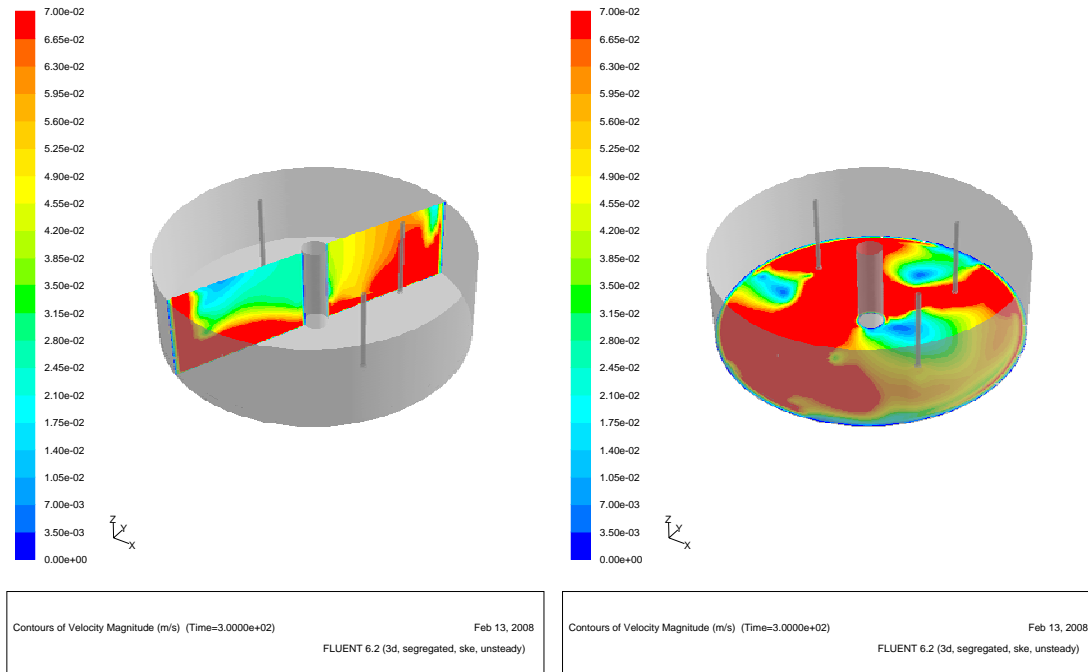 7.00e-02
6.65e-02
6.30e-02
5.95e-02
5.60e-02
5.25e-02
4.90e-02
4.55e-02
4.20e-02
3.85e-02
3.50e-02
3.15e-02
2.80e-02
2.45e-02
2.10e-02
1.75e-02
1.40e-02
1.05e-02
7.00e-03
3.50e-03
0.00e+00
Z
Y
X
Contours of Velocity Magnitude (m/s) (Time=3.0000e+02)
Feb 13, 2008
FLUENT 6.2 (3d, segregated, ske, unsteady)
7.00e-02
6.65e-02
6.30e-02
5.95e-02
5.60e-02
5.25e-02
4.90e-02
4.55e-02
4.20e-02
3.85e-02
3.50e-02
3.15e-02
2.80e-02
2.45e-02
2.10e-02
1.75e-02
1.40e-02
1.05e-02
7.00e-03
3.50e-03
0.00e+00
Z
Y
X
Contours of Velocity Magnitude (m/s) (Time=3.0000e+02)
Feb 13, 2008
FLUENT 6.2 (3d, segregated, ske, unsteady)